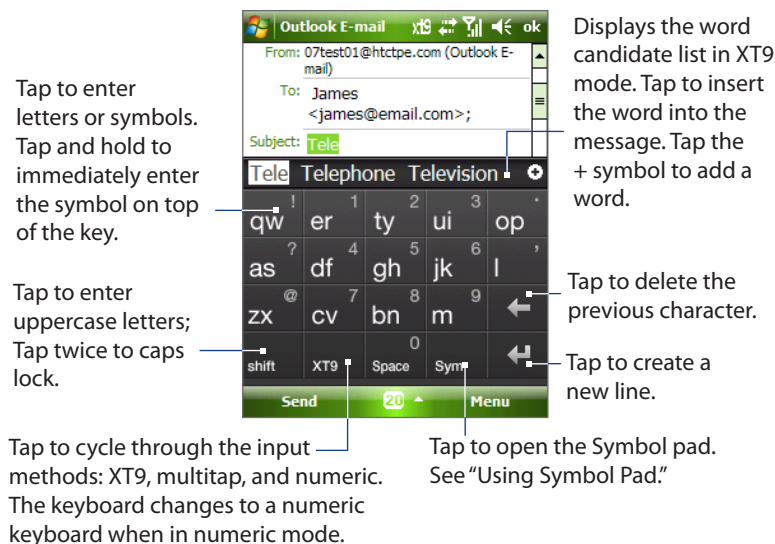 Outlook E-mail xt9 ok
From: 07test01@htctpe.com (Outlook E-
mail)
To: James
<james@email.com>;
Subject: Tele
Tele Telephone Television
! 1 2 3 .
qw er ty ui op
? 4 5 6 ,
as df gh jk l
@ 7 8 9
zx cv bn m
0
shift XT9 Space Sym
Send 20 Menu
Tap to enter
letters or symbols.
Tap and hold to
immediately enter
the symbol on top
of the key.
Tap to enter
uppercase letters;
Tap twice to caps
lock.
Displays the word
candidate list in XT9
mode. Tap to insert
the word into the
message. Tap the
+ symbol to add a
word.
Tap to delete the
previous character.
Tap to create a
new line.
Tap to cycle through the input
methods: XT9, multitap, and numeric.
The keyboard changes to a numeric
keyboard when in numeric mode.
Tap to open the Symbol pad.
See “Using Symbol Pad.”